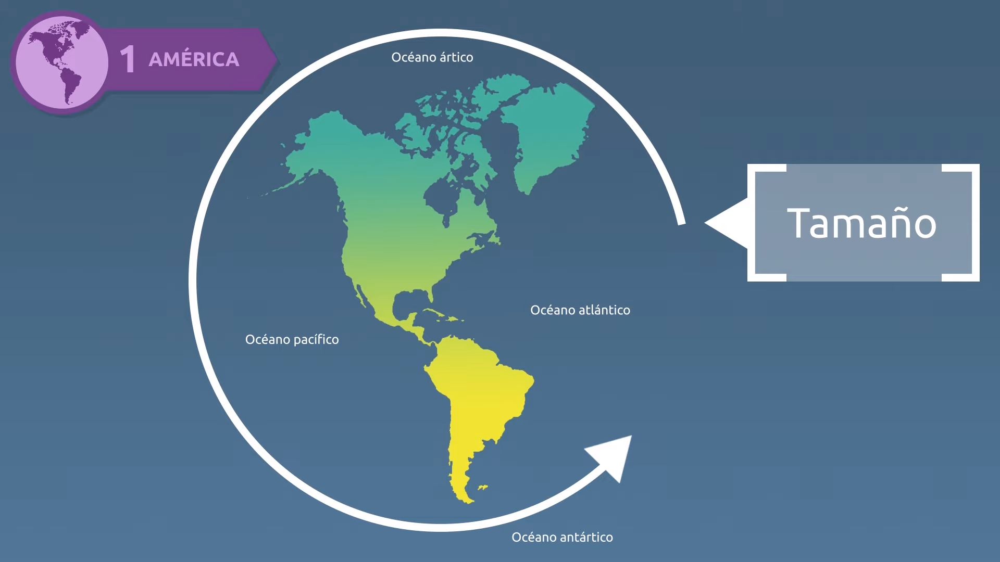 1 AMÉRICA
Océano ártico
Tamaño
Océano atlántico
Océano pacífico
Océano antártico